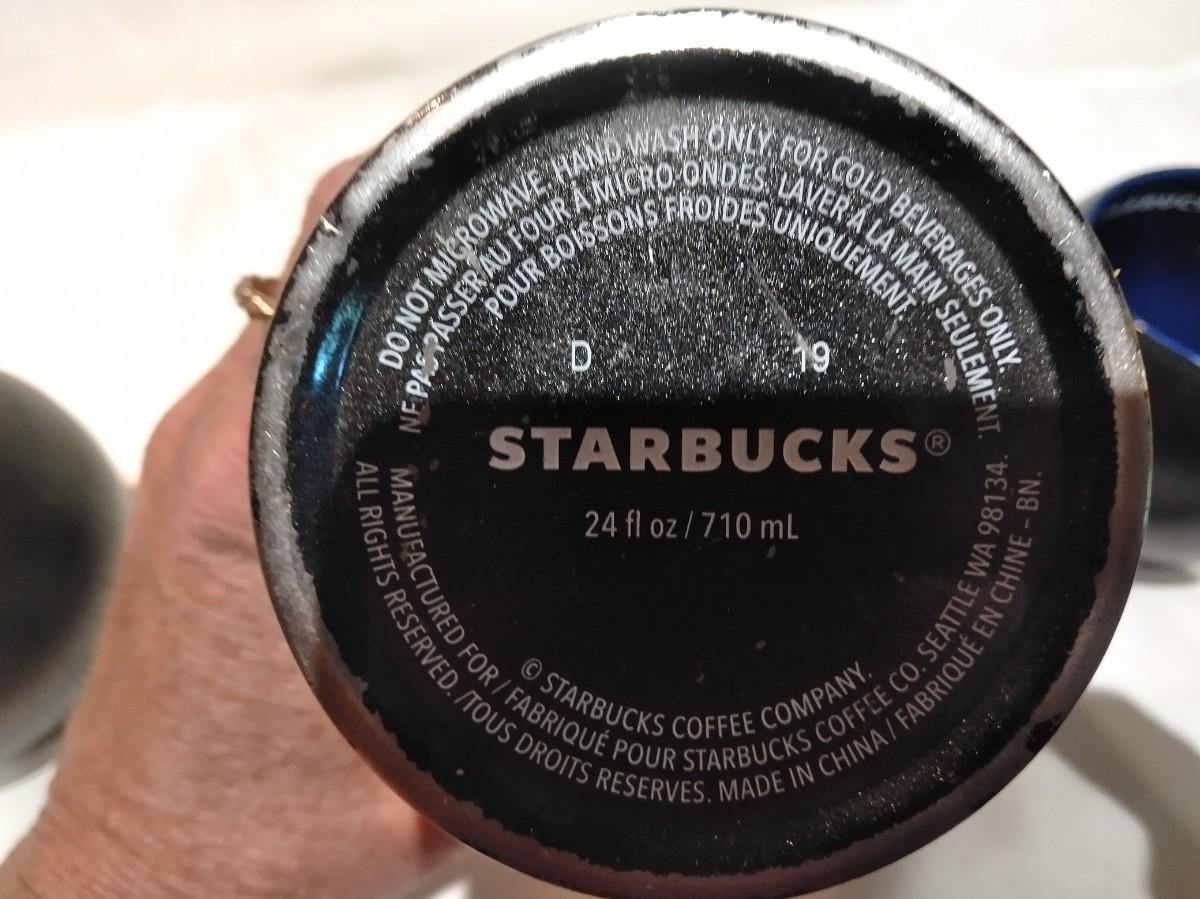 DO NOT MICROWAVE. HAND WASH ONLY. FOR COLD BEVERAGES ONLY.
NE PAS PASSER AU FOUR À MICRO-ONDES. LAVER À LA MAIN SEULEMENT.
POUR BOISSONS FROIDES UNIQUEMENT.
D 19
STARBUCKS®
24 fl oz / 710 mL
© STARBUCKS COFFEE COMPANY.
MANUFACTURED FOR / FABRIQUÉ POUR STARBUCKS COFFEE CO. SEATTLE WA 98134.
ALL RIGHTS RESERVED. /TOUS DROITS RESERVES. MADE IN CHINA / FABRIQUÉ EN CHINE - BN.